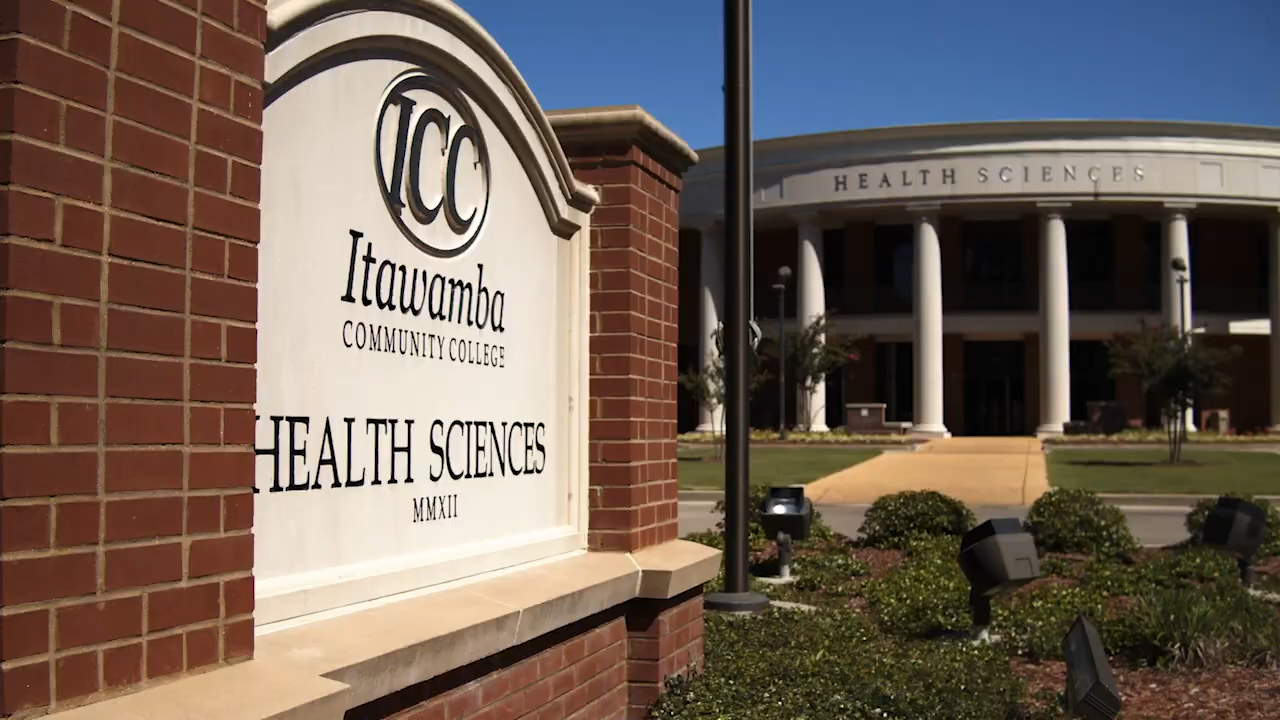 ICC
Itawamba
COMMUNITY COLLEGE
HEALTH SCIENCES
MMXII
HEALTH SCIENCES